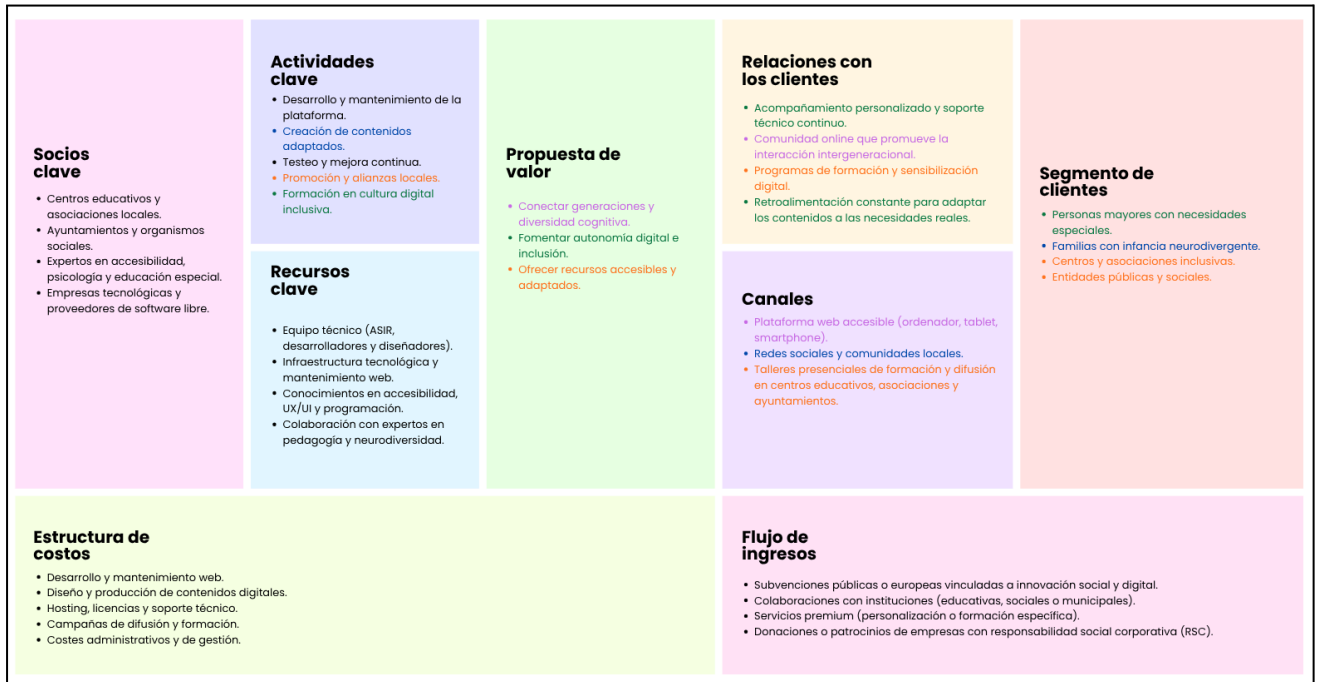 Socios
clave
• Centros educativos y
asociaciones locales.
• Ayuntamientos y organismos
sociales.
• Expertos en accesibilidad,
psicología y educación especial.
• Empresas tecnológicas y
proveedores de software libre.
Actividades
clave
• Desarrollo y mantenimiento de la
plataforma.
• Creación de contenidos
adaptados.
• Testeo y mejora continua.
• Promoción y alianzas locales.
• Formación en cultura digital
inclusiva.
Recursos
clave
• Equipo técnico (ASIR,
desarrolladores y diseñadores).
• Infraestructura tecnológica y
mantenimiento web.
• Conocimientos en accesibilidad,
UX/UI y programación.
• Colaboración con expertos en
pedagogía y neurodiversidad.
Propuesta de
valor
• Conectar generaciones y
diversidad cognitiva.
• Fomentar autonomía digital e
inclusión.
• Ofrecer recursos accesibles y
adaptados.
Relaciones con
los clientes
• Acompañamiento personalizado y soporte
técnico continuo.
• Comunidad online que promueve la
interacción intergeneracional.
• Programas de formación y sensibilización
digital.
• Retroalimentación constante para adaptar
los contenidos a las necesidades reales.
Canales
• Plataforma web accesible (ordenador, tablet,
smartphone).
• Redes sociales y comunidades locales.
• Talleres presenciales de formación y difusión
en centros educativos, asociaciones y
ayuntamientos.
Segmento de
clientes
• Personas mayores con necesidades
especiales.
• Familias con infancia neurodivergente.
• Centros y asociaciones inclusivas.
• Entidades públicas y sociales.
Estructura de
costos
• Desarrollo y mantenimiento web.
• Diseño y producción de contenidos digitales.
• Hosting, licencias y soporte técnico.
• Campañas de difusión y formación.
• Costes administrativos y de gestión.
Flujo de
ingresos
• Subvenciones públicas o europeas vinculadas a innovación social y digital.
• Colaboraciones con instituciones (educativas, sociales o municipales).
• Servicios premium (personalización o formación específica).
• Donaciones o patrocinios de empresas con responsabilidad social corporativa (RSC).